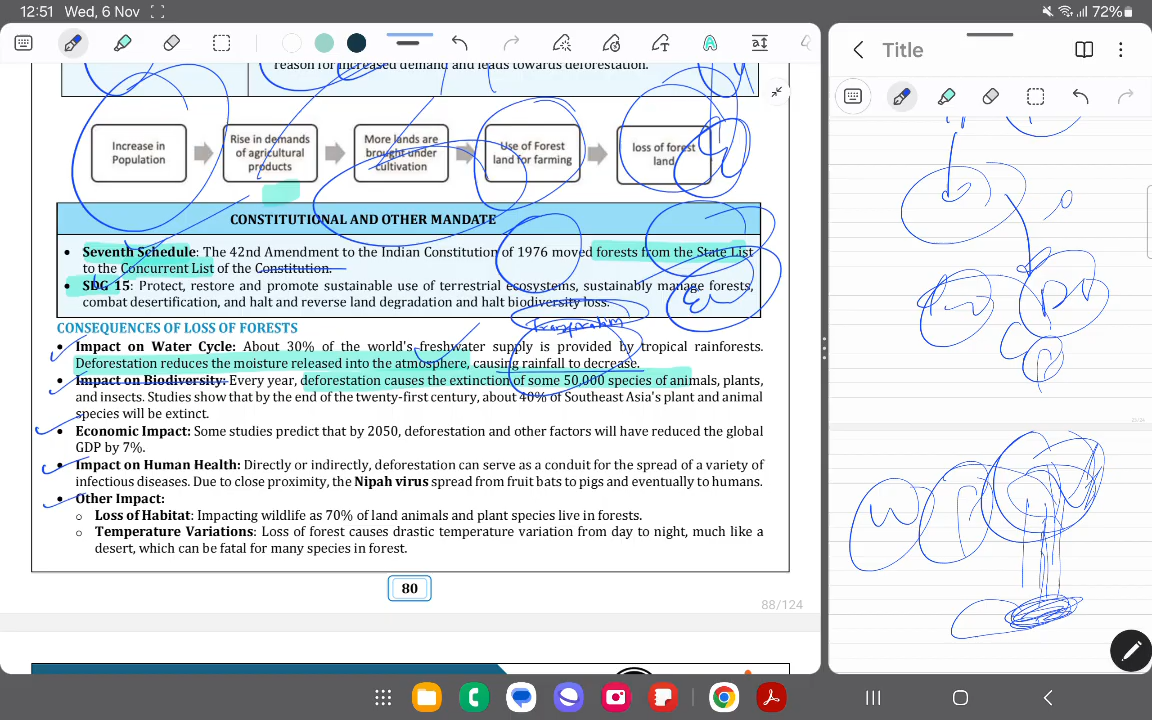 12:51 Wed, 6 Nov
72%
Title
reason for increased demand and leads towards deforestation.
Increase in Population
Rise in demands of agricultural products
More lands are brought under cultivation
Use of Forest land for farming
loss of forest land
CONSTITUTIONAL AND OTHER MANDATE
• Seventh Schedule: The 42nd Amendment to the Indian Constitution of 1976 moved forests from the State List
to the Concurrent List of the Constitution.
• SDG 15: Protect, restore and promote sustainable use of terrestrial ecosystems, sustainably manage forests,
combat desertification, and halt and reverse land degradation and halt biodiversity loss.
CONSEQUENCES OF LOSS OF FORESTS
Transpiration
• Impact on Water Cycle: About 30% of the world's freshwater supply is provided by tropical rainforests.
Deforestation reduces the moisture released into the atmosphere, causing rainfall to decrease.
• Impact on Biodiversity: Every year, deforestation causes the extinction of some 50,000 species of animals, plants,
and insects. Studies show that by the end of the twenty-first century, about 40% of Southeast Asia's plant and animal
species will be extinct.
• Economic Impact: Some studies predict that by 2050, deforestation and other factors will have reduced the global
GDP by 7%.
• Impact on Human Health: Directly or indirectly, deforestation can serve as a conduit for the spread of a variety of
infectious diseases. Due to close proximity, the Nipah virus spread from fruit bats to pigs and eventually to humans.
• Other Impact:
○ Loss of Habitat: Impacting wildlife as 70% of land animals and plant species live in forests.
○ Temperature Variations: Loss of forest causes drastic temperature variation from day to night, much like a
desert, which can be fatal for many species in forest.
80
88/124